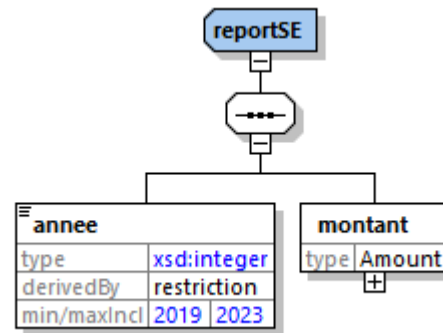 reportSE
annee
type xsd:integer
derivedBy restriction
min/maxIncl 2019 2023
montant
type Amount